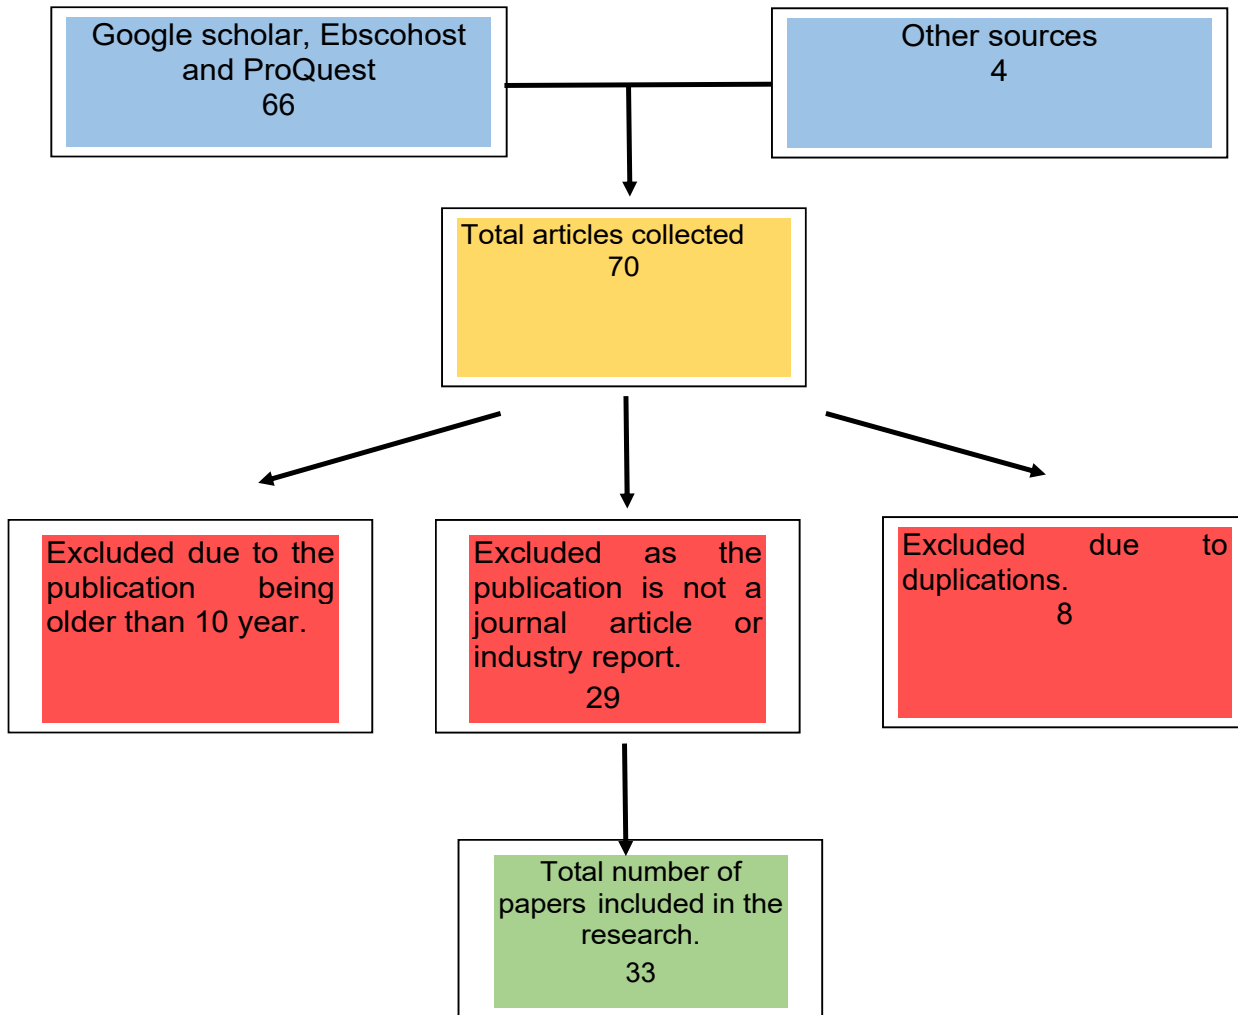 Google scholar, Ebscohost
and ProQuest
66
Other sources
4
Total articles collected
70
Excluded due to the
publication being
older than 10 year.
Excluded as the
publication is not a
journal article or
industry report.
29
Excluded due to
duplications.
8
Total number of
papers included in the
research.
33